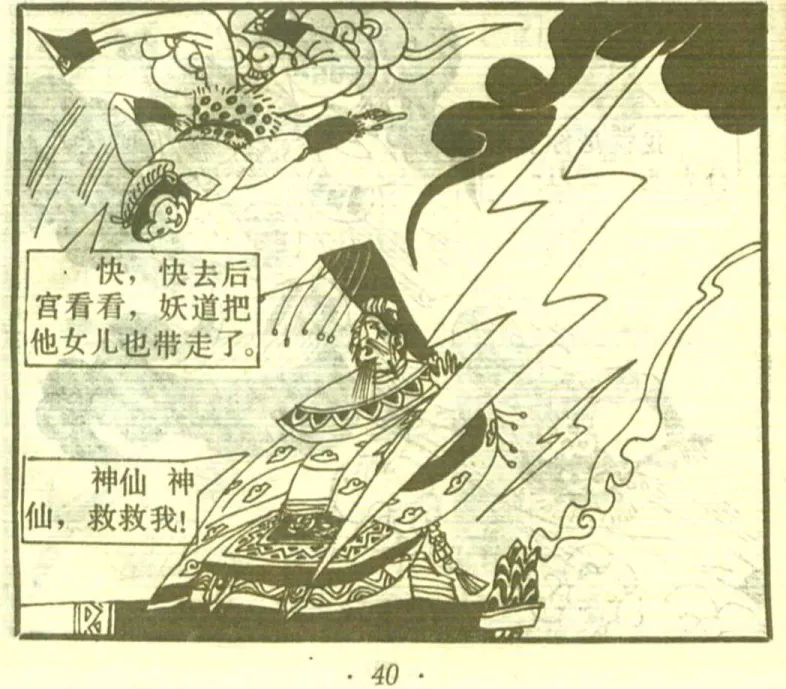 快，快去后
宫看看，妖道把
他女儿也带走了。
神仙 神
仙，救救我！
· 40 ·